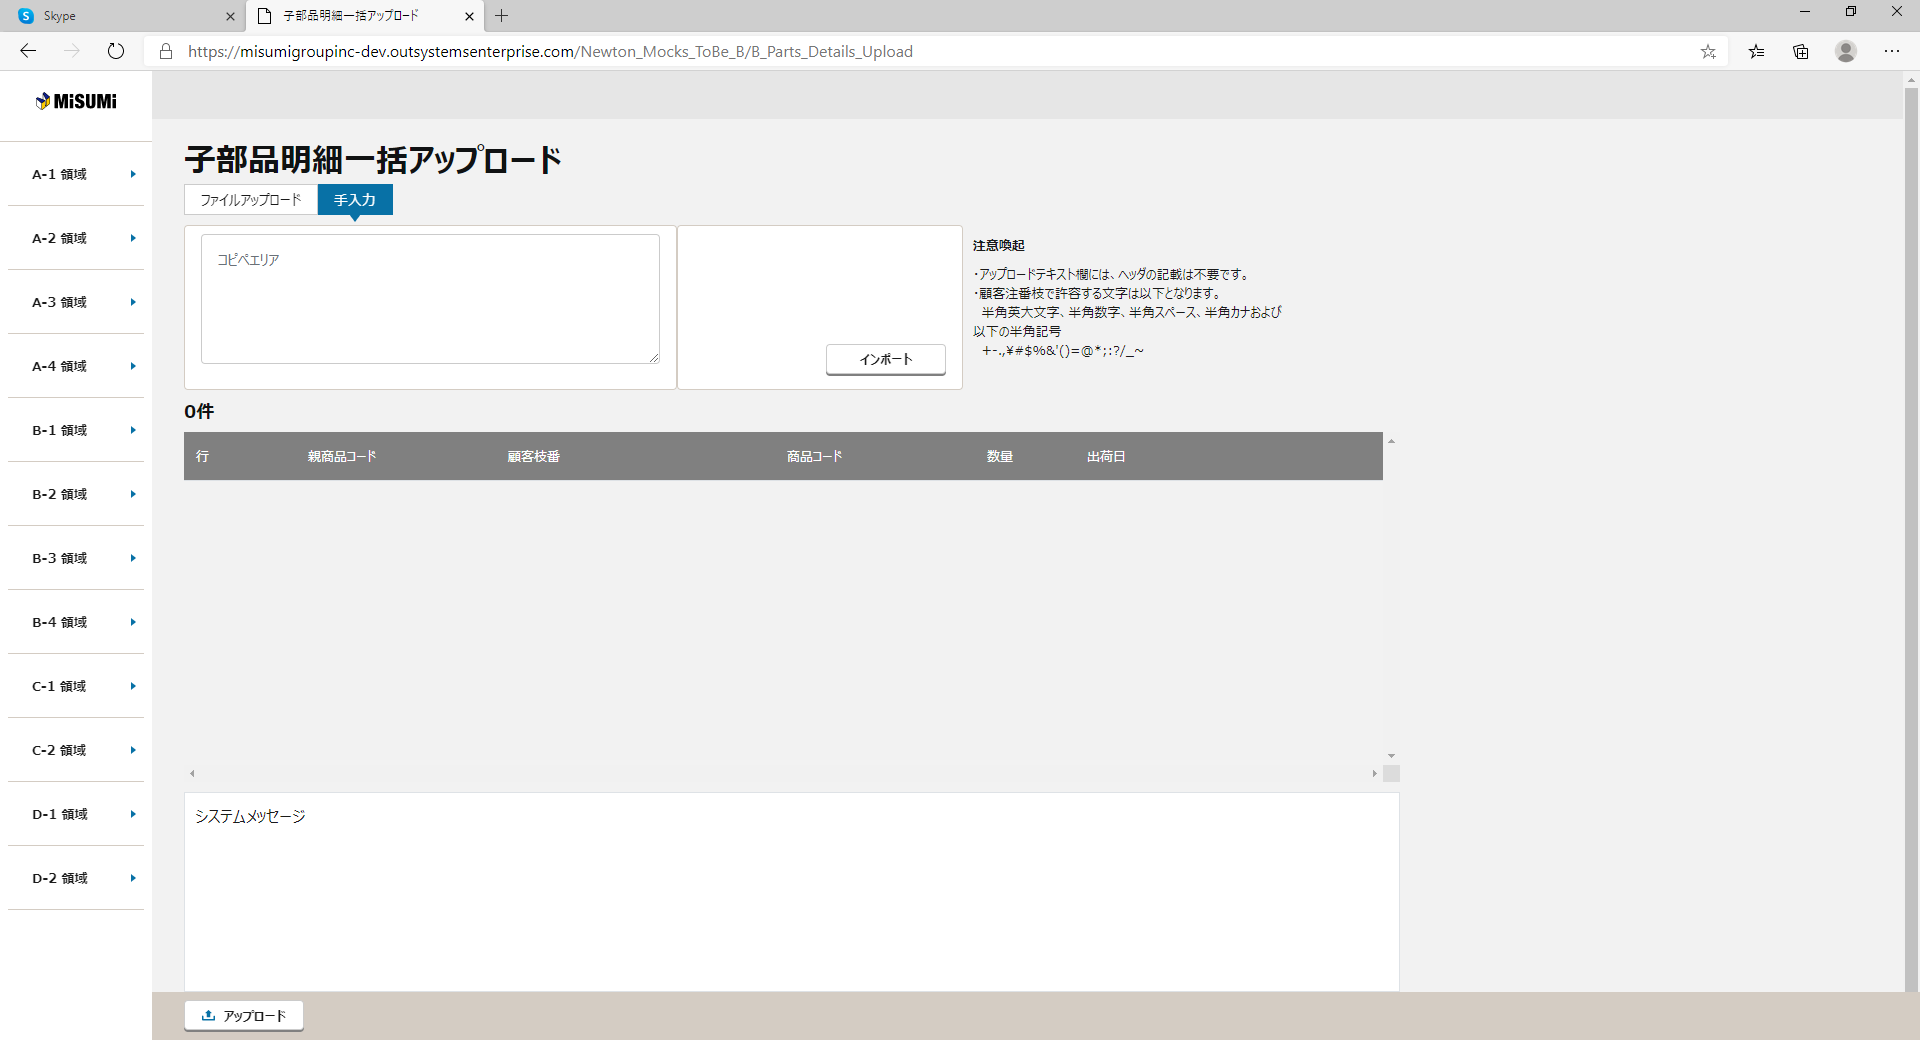 Skype
子部品明細一括アップロード
https://misumigroupinc-dev.outsystemsenterprise.com/Newton_Mocks_ToBe_B/B_Parts_Details_Upload
MiSUMi
A-1 領域
A-2 領域
A-3 領域
A-4 領域
B-1 領域
B-2 領域
B-3 領域
B-4 領域
C-1 領域
C-2 領域
D-1 領域
D-2 領域
子部品明細一括アップロード
ファイルアップロード 手入力
コピペエリア
インポート
注意喚起
・アップロードテキスト欄には、ヘッダの記載は不要です。
・顧客注番枝で許容する文字は以下となります。
半角英大文字、半角数字、半角スペース、半角カナおよび
以下の半角記号
+-.,¥#$%&'()=@*;:?/_~
0件
行 親商品コード 顧客枝番 商品コード 数量 出荷日
システムメッセージ
アップロード